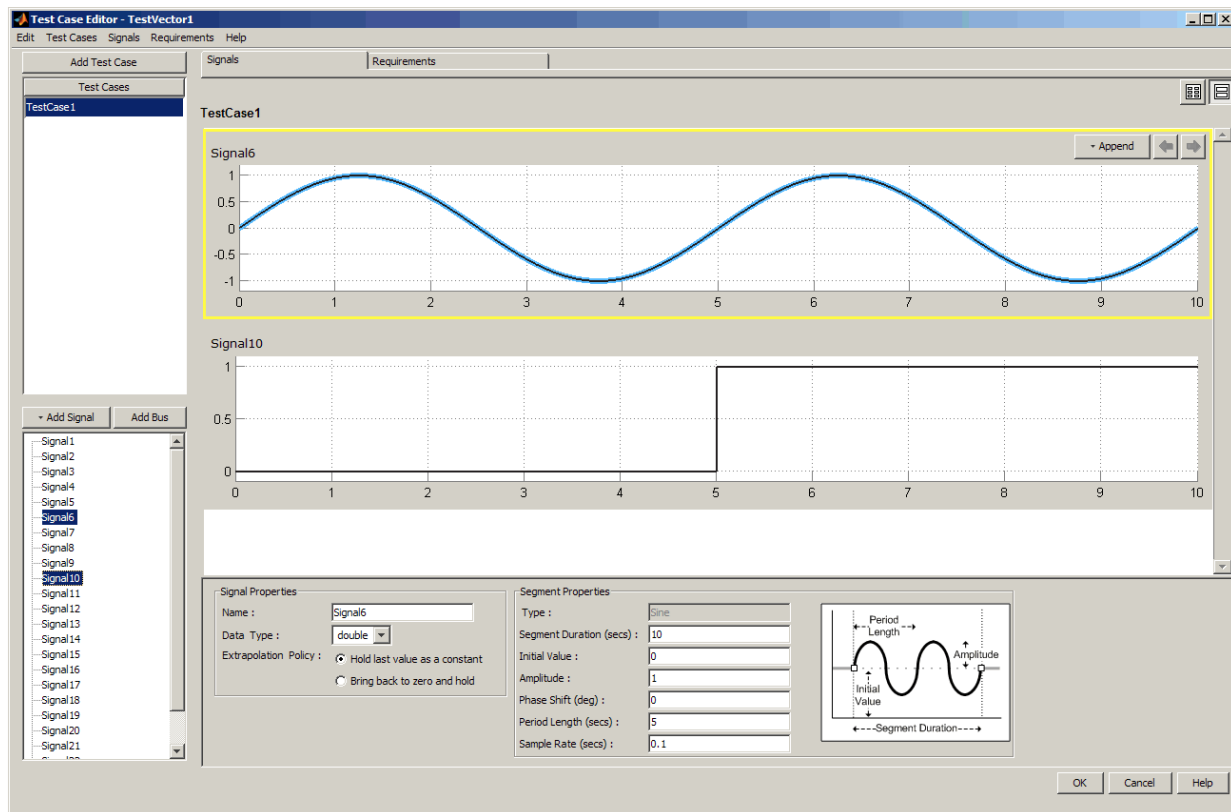 Test Case Editor - TestVector1
Edit Test Cases Signals Requirements Help
Add Test Case
Test Cases
TestCase1
Add Signal Add Bus
Signal1
Signal2
Signal3
Signal4
Signal5
Signal6
Signal7
Signal8
Signal9
Signal10
Signal11
Signal12
Signal13
Signal14
Signal15
Signal16
Signal17
Signal18
Signal19
Signal20
Signal21
Signals Requirements
TestCase1
Signal6
Append
1
0.5
0
-0.5
-1
0 1 2 3 4 5 6 7 8 9 10
Signal10
1
0.5
0
0 1 2 3 4 5 6 7 8 9 10
Signal Properties
Name : Signal6
Data Type : double
Extrapolation Policy : Hold last value as a constant
Bring back to zero and hold
Segment Properties
Type : Sine
Segment Duration (secs) : 10
Initial Value : 0
Amplitude : 1
Phase Shift (deg) : 0
Period Length (secs) : 5
Sample Rate (secs) : 0.1
Period
Length
Amplitude
Initial
Value
Segment Duration
OK Cancel Help